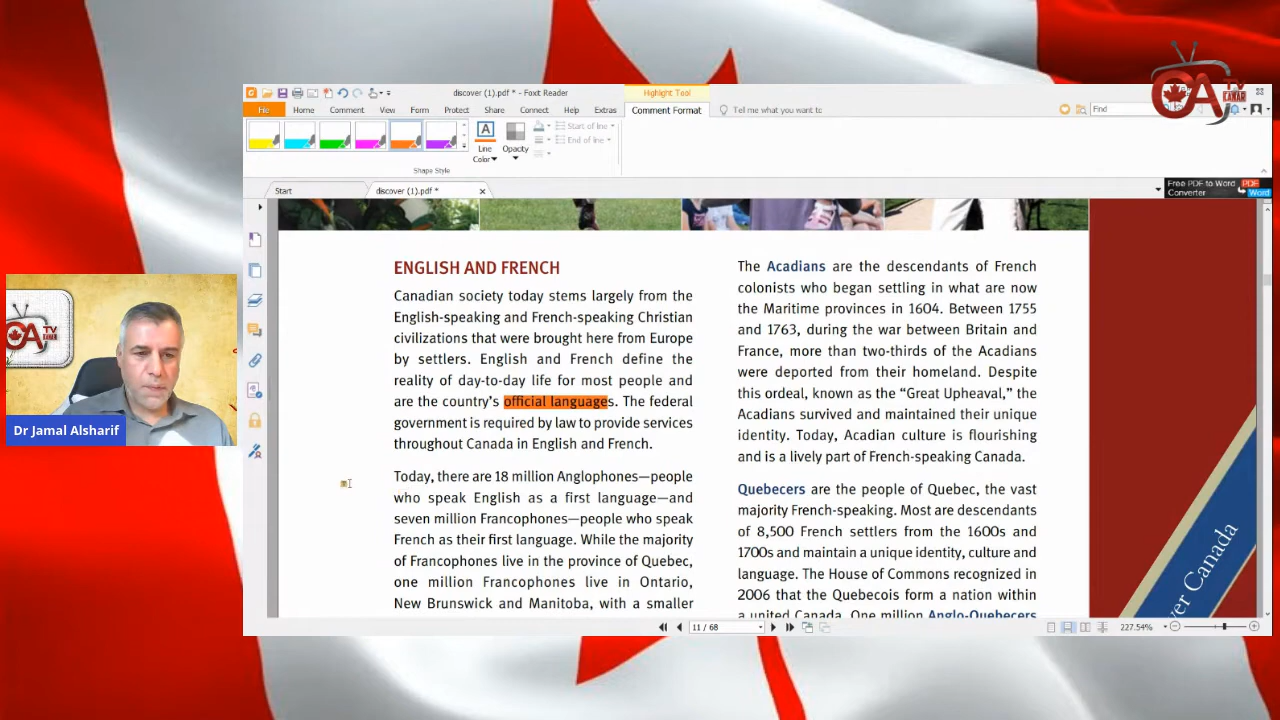 discover (1).pdf * - Foxit Reader
Highlight Tool
File
Home
Comment
View
Form
Protect
Share
Connect
Help
Extras
Comment Format
Tell me what you want to
Find
Line
Color
Opacity
Start of line
End of line
Shape Style
Start
discover (1).pdf *
Free PDF to Word
Converter
PDF
Word
TV
TV
Dr Jamal Alsharif
ENGLISH AND FRENCH
Canadian society today stems largely from the
English-speaking and French-speaking Christian
civilizations that were brought here from Europe
by settlers. English and French define the
reality of day-to-day life for most people and
are the country's official languages. The federal
government is required by law to provide services
throughout Canada in English and French.
Today, there are 18 million Anglophones—people
who speak English as a first language—and
seven million Francophones—people who speak
French as their first language. While the majority
of Francophones live in the province of Quebec,
one million Francophones live in Ontario,
New Brunswick and Manitoba, with a smaller
The Acadians are the descendants of French
colonists who began settling in what are now
the Maritime provinces in 1604. Between 1755
and 1763, during the war between Britain and
France, more than two-thirds of the Acadians
were deported from their homeland. Despite
this ordeal, known as the “Great Upheaval,” the
Acadians survived and maintained their unique
identity. Today, Acadian culture is flourishing
and is a lively part of French-speaking Canada.
Quebecers are the people of Quebec, the vast
majority French-speaking. Most are descendants
of 8,500 French settlers from the 1600s and
1700s and maintain a unique identity, culture and
language. The House of Commons recognized in
2006 that the Quebecois form a nation within
a united Canada. One million Anglo-Quebecers
ver Canada
11 / 68
227.54%